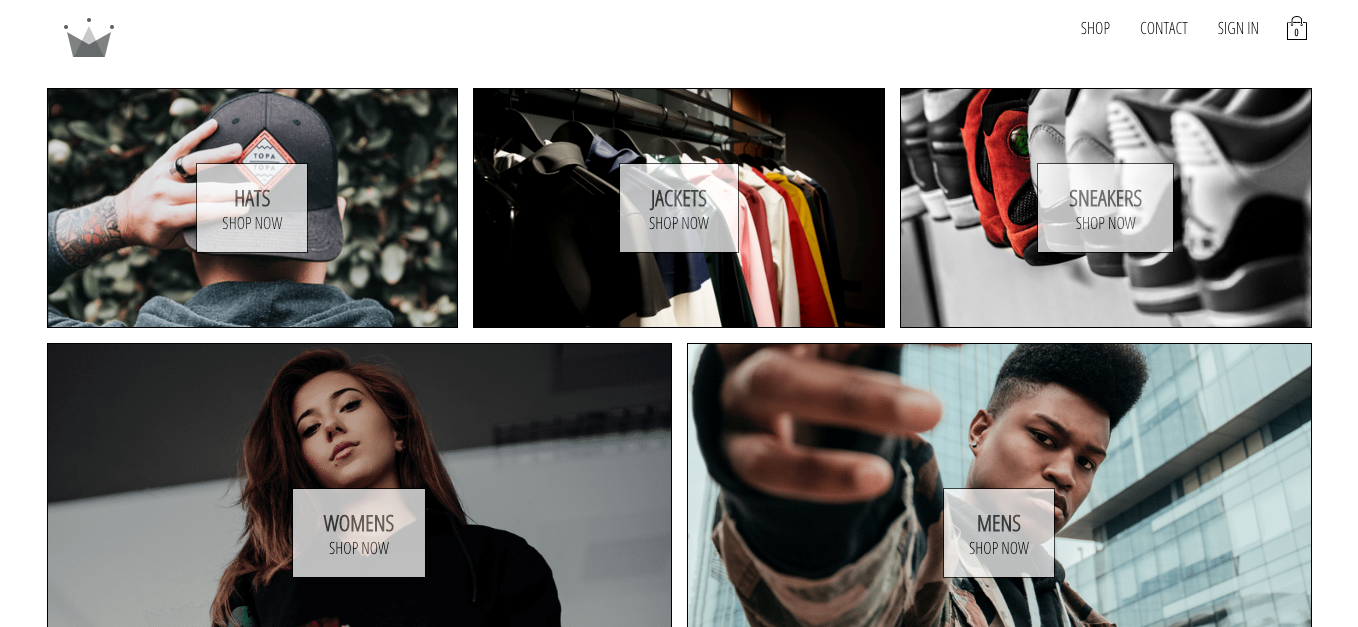 SHOP
CONTACT
SIGN IN
0
TOPA
TOPA
HATS
SHOP NOW
JACKETS
SHOP NOW
SNEAKERS
SHOP NOW
WOMENS
SHOP NOW
MENS
SHOP NOW